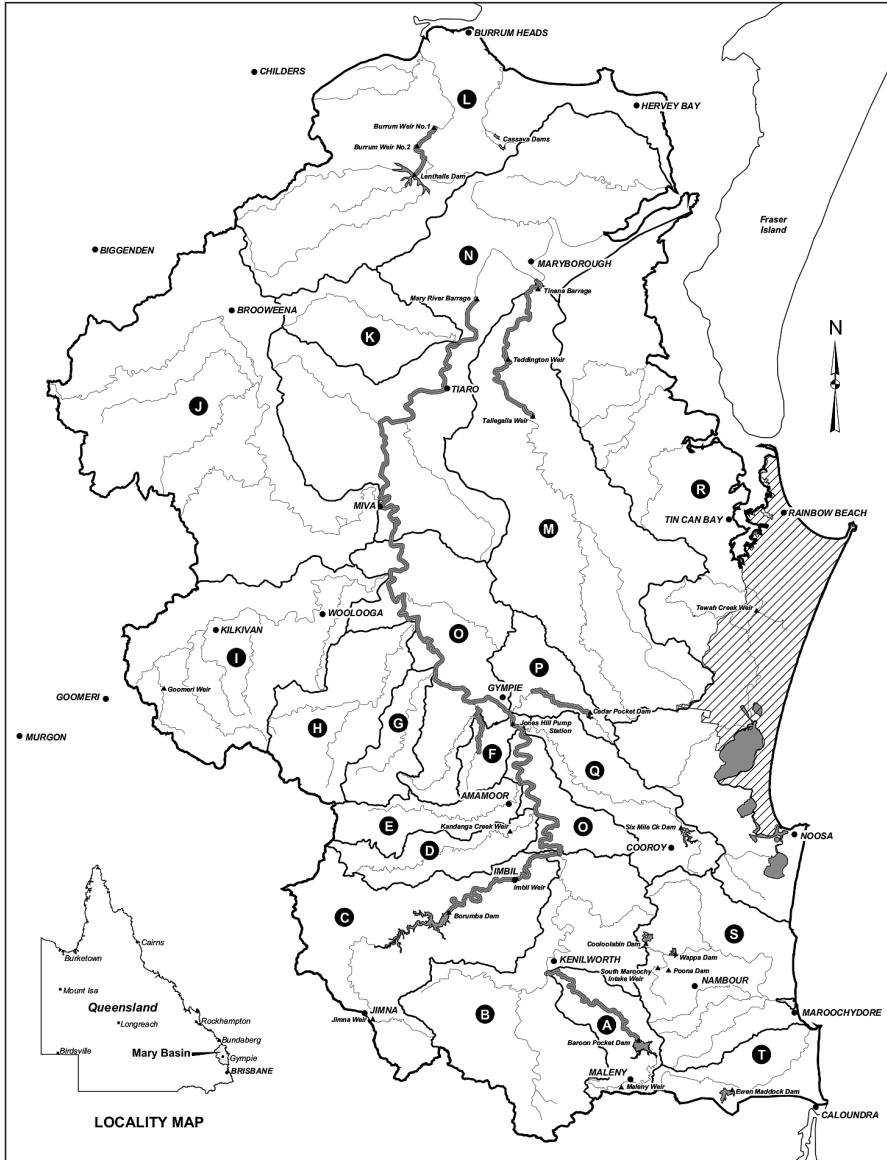 BURRUM HEADS
CHILDERS
L
HERVEY BAY
Burrum Weir No.1
Cassava Dams
Burrum Weir No.2
Lenthalls Dam
Fraser
Island
BIGGENDEN
N
MARYBOROUGH
Tinana Barrage
Mary River Barrage
BROOWEENA
K
N
Teddington Weir
TIARO
J
Tallegalla Weir
R
MIVA
RAINBOW BEACH
TIN CAN BAY
M
Tewah Creek Weir
WOOLOOGA
KILKIVAN
O
I
P
GOOMERI
Goomeri Weir
GYMPIE
Cedar Pocket Dam
H
G
Jones Hill Pump
Station
MURGON
F
Q
AMAMOOR
E
Kandanga Creek Weir
O
Six Mile Ck Dam
NOOSA
D
COOROY
IMBIL
Imbil Weir
C
Borumba Dam
S
Cooloolabin Dam
Wappa Dam
KENILWORTH
South Maroochy
Intake Weir
Poona Dam
NAMBOUR
JIMNA
Jimna Weir
B
A
MAROOCHYDORE
Baroon Pocket Dam
T
MALENY
Maleny Weir
Ewen Maddock Dam
CALOUNDRA
Cairns
Burketown
Mount Isa
Queensland
Longreach
Rockhampton
Bundaberg
Birdsville
Mary Basin
Gympie
BRISBANE
LOCALITY MAP